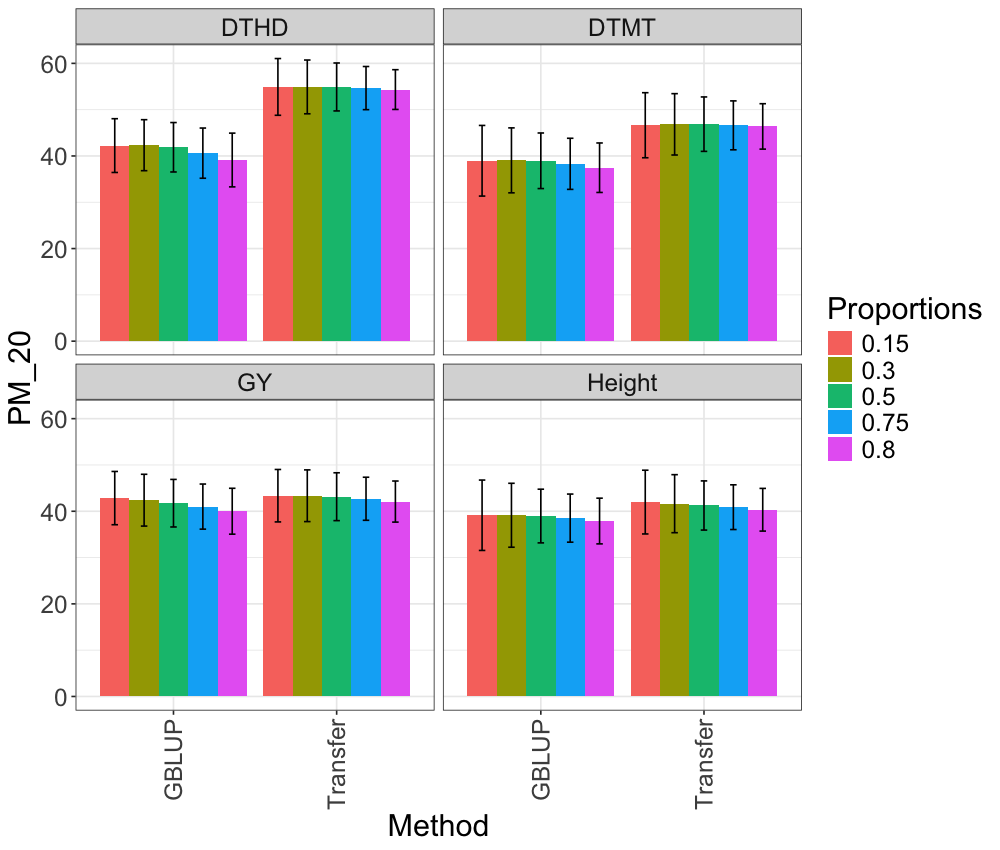 DTHD
DTMT
60
40
20
0
GY
Height
60
40
20
0
PM_20
GBLUP
Transfer
GBLUP
Transfer
Method
Proportions
0.15
0.3
0.5
0.75
0.8